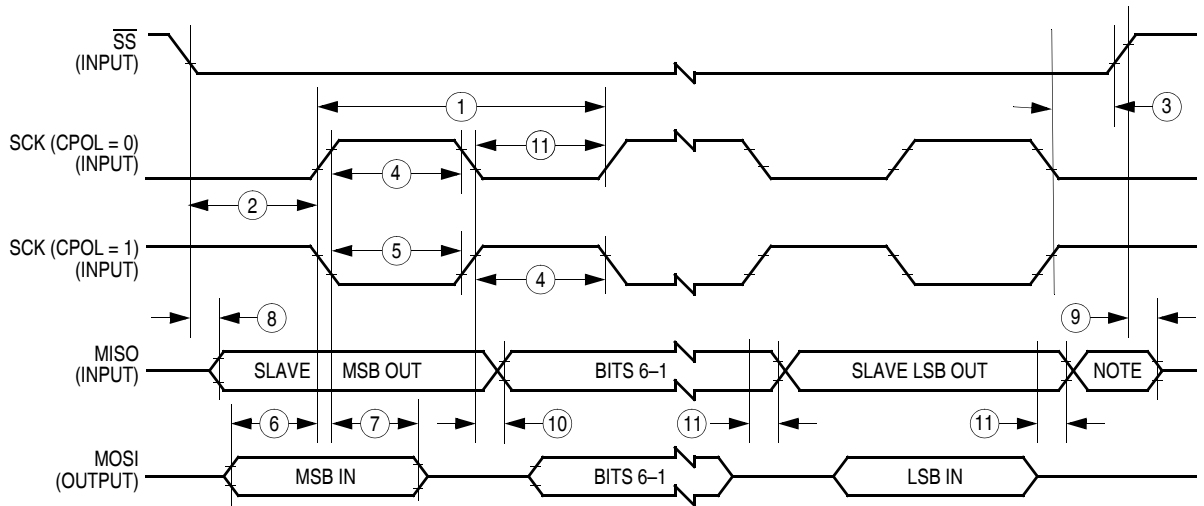 SS
(INPUT)
1
3
SCK (CPOL = 0)
(INPUT)
11
4
2
SCK (CPOL = 1)
(INPUT)
5
4
8
9
MISO
(INPUT)
SLAVE MSB OUT
BITS 6–1
SLAVE LSB OUT
NOTE
6
7
10
11
11
MOSI
(OUTPUT)
MSB IN
BITS 6–1
LSB IN